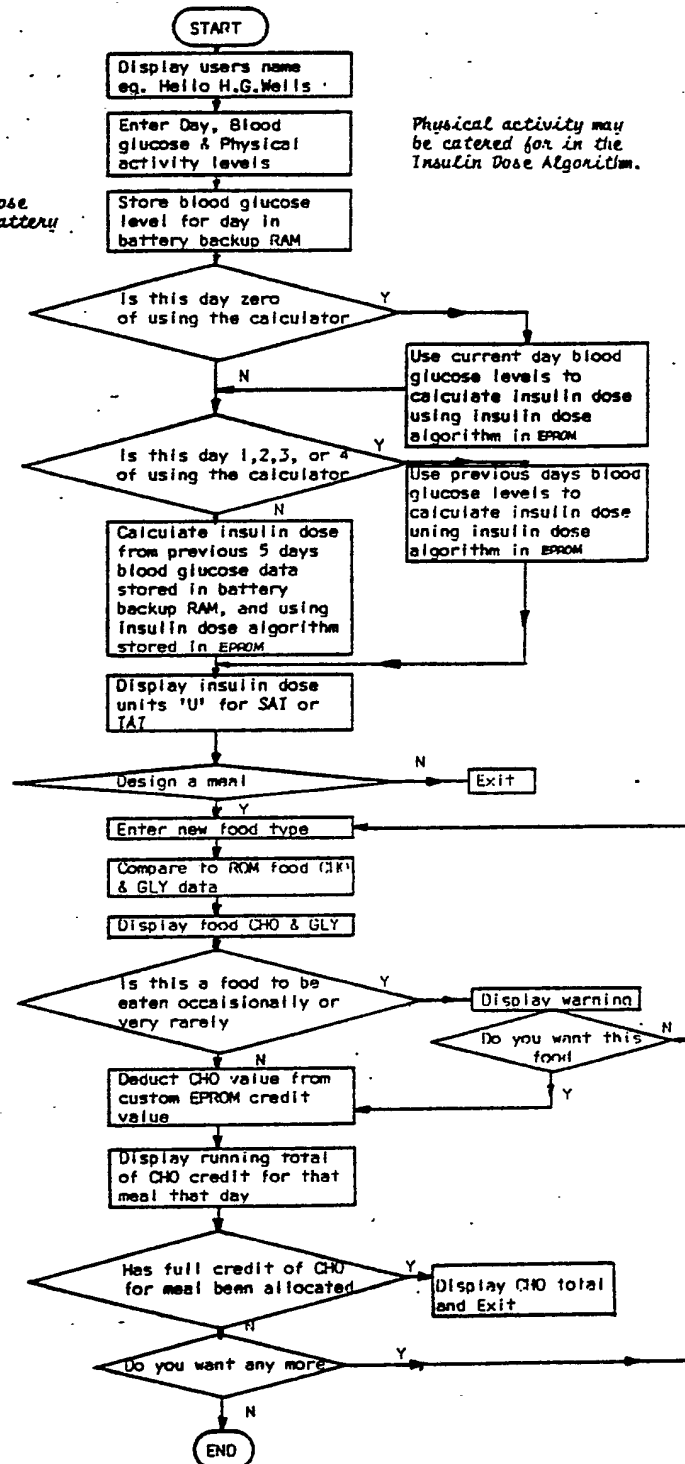 START
Display users name
eg. Hello H.G.Wells
Enter Day, Blood
glucose & Physical
activity levels
Physical activity may
be catered for in the
Insulin Dose Algorithm.
Store blood glucose
level for day in
battery backup RAM
ose
attery
Is this day zero
of using the calculator
Y
N
Use current day blood
glucose levels to
calculate insulin dose
using insulin dose
algorithm in EPROM
Is this day 1,2,3, or 4
of using the calculator
Y
N
Use previous days blood
glucose levels to
calculate insulin dose
uning insulin dose
algorithm in EPROM
Calculate insulin dose
from previous 5 days
blood glucose data
stored in battery
backup RAM, and using
insulin dose algorithm
stored in EPROM
Display insulin dose
units 'U' for SAI or
IAI
Design a meal
N
Exit
Y
Enter new food type
Compare to ROM food CHO
& GLY data
Display food CHO & GLY
Is this a food to be
eaten occaisionally or
very rarely
Y
Display warning
N
Do you want this
food
N
Y
Deduct CHO value from
custom EPROM credit
value
Display running total
of CHO credit for that
meal that day
Has full credit of CHO
for meal been allocated
Y
Display CHO total
and Exit
N
Do you want any more
Y
N
END